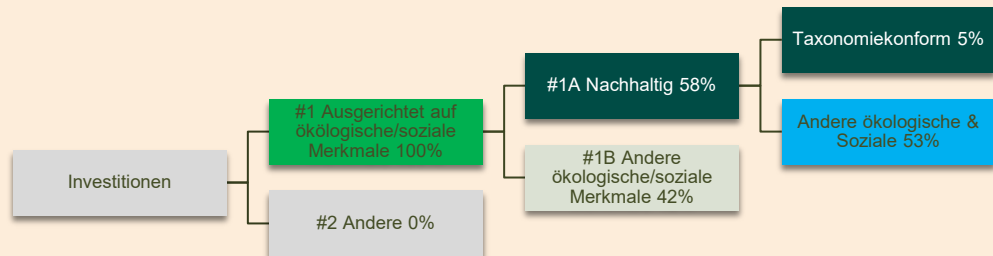 Investitionen
#1 Ausgerichtet auf
ökölogische/soziale
Merkmale 100%
#2 Andere 0%
#1A Nachhaltig 58%
#1B Andere
ökologische/soziale
Merkmale 42%
Taxonomiekonform 5%
Andere ökologische &
Soziale 53%